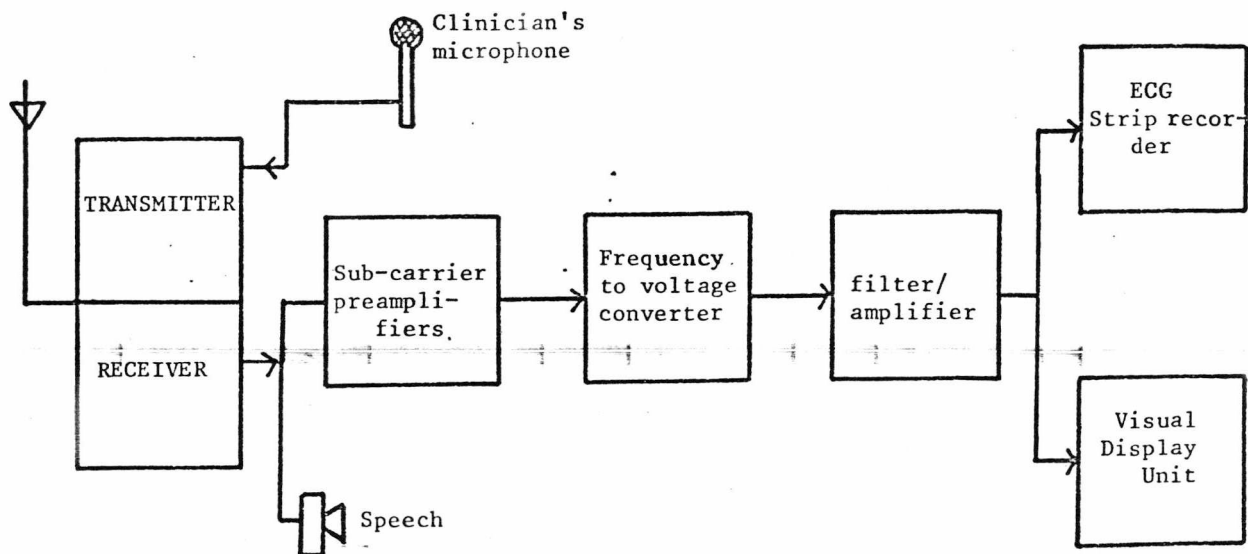 Clinician's
microphone
ECG
Strip recor-
der
TRANSMITTER
Sub-carrier
preampli-
fiers
Frequency
to voltage
converter
filter/
amplifier
RECEIVER
Visual
Display
Unit
Speech